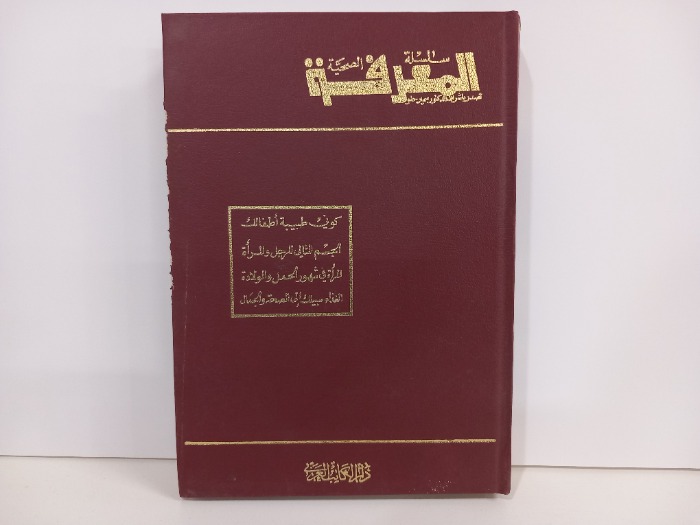 سلسلة
المعرفة الصحية
كوني طبيبة أطفالك
الجسم المثالي للرجل والمرأة
المرأة في شهور الحمل والولادة
الغذاء سبيلك إلى الصحة والجمال
دار الكاتب العربي